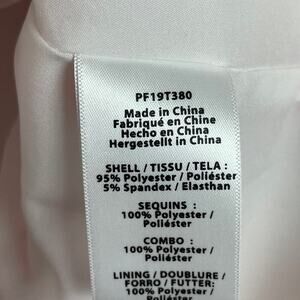 PF19T380
Made in China
Fabriqué en Chine
Hecho en China
Hergestellt in China
SHELL / TISSU / TELA :
95% Polyester / Poliéster
5% Spandex / Elasthan
SEQUINS :
100% Polyester /
Poliéster
COMBO :
100% Polyester /
Poliéster
LINING / DOUBLURE /
FORRO / FUTTER:
100% Polyester /